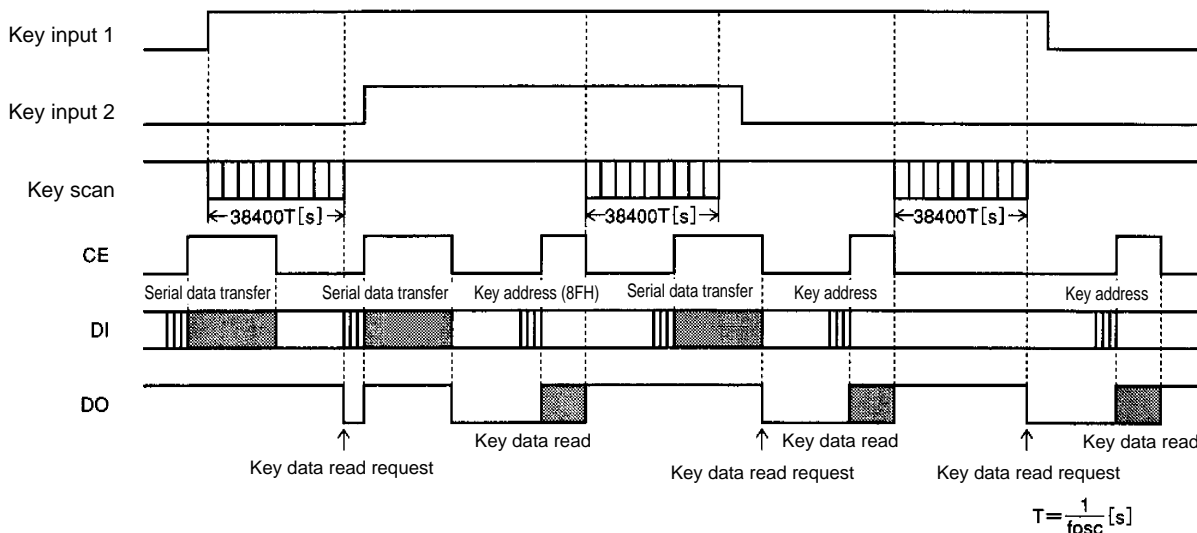 Key input 1
Key input 2
Key scan
38400T[s] 38400T[s] 38400T[s]
CE
Serial data transfer Serial data transfer Key address (8FH) Serial data transfer Key address Key address
DI
DO
Key data read Key data read Key data read
Key data read request Key data read request Key data read request
T=1/fosc[s]